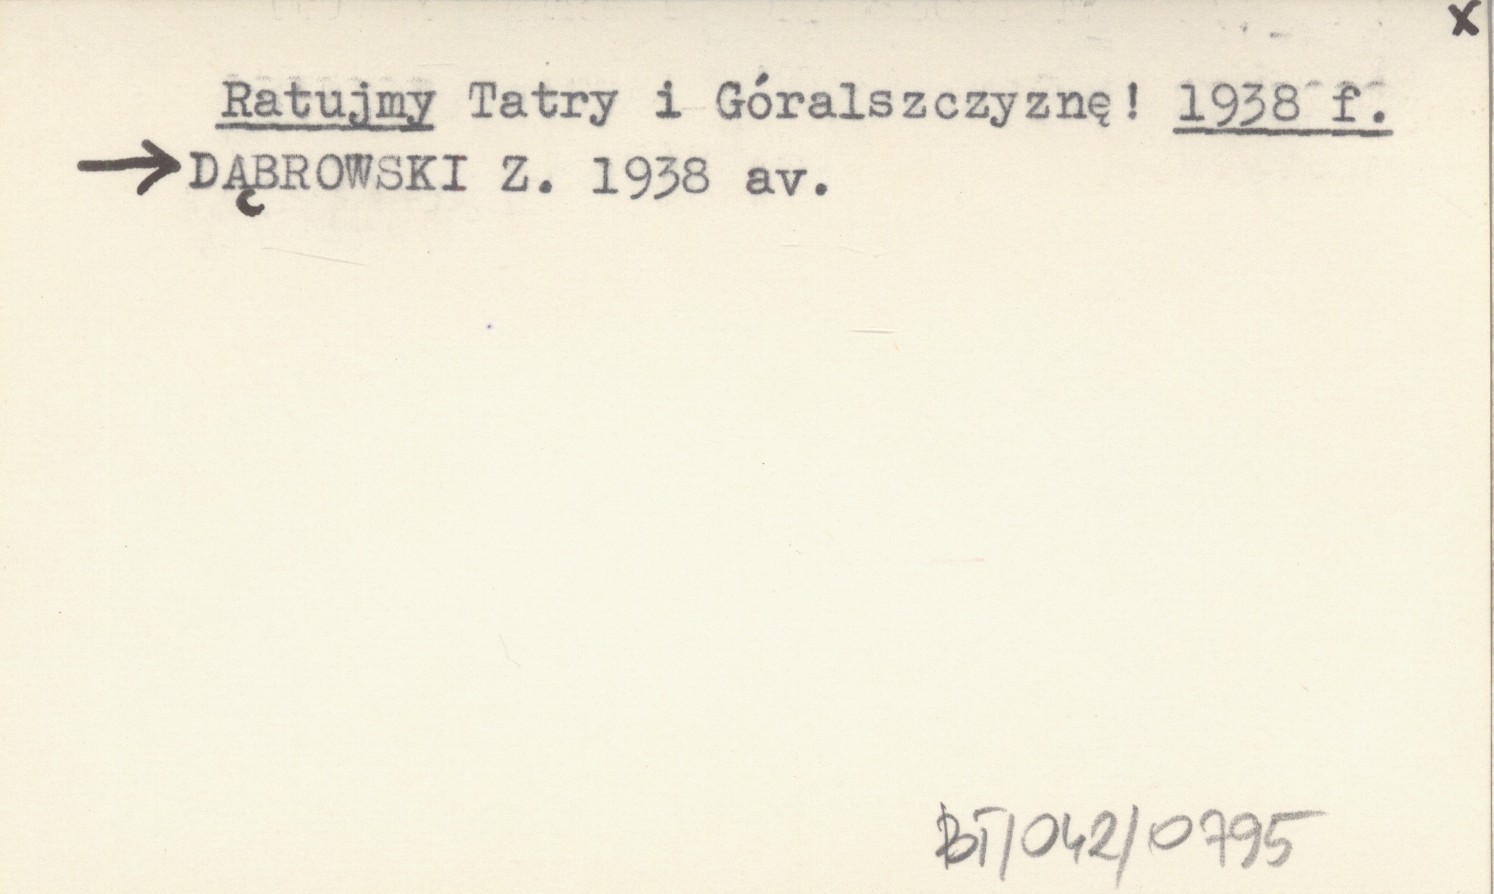 x
Ratujmy Tatry i Góralszczyznę! 1938 f.
→ DĄBROWSKI Z. 1938 av.
BT/042/0795